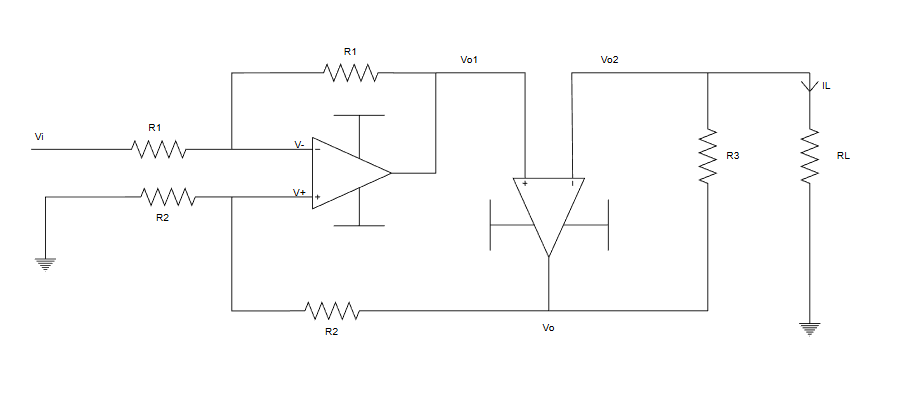 R1
Vo1
Vo2
IL
Vi
R1
V-
-
R3
RL
V+
+
R2
+
-
R2
Vo